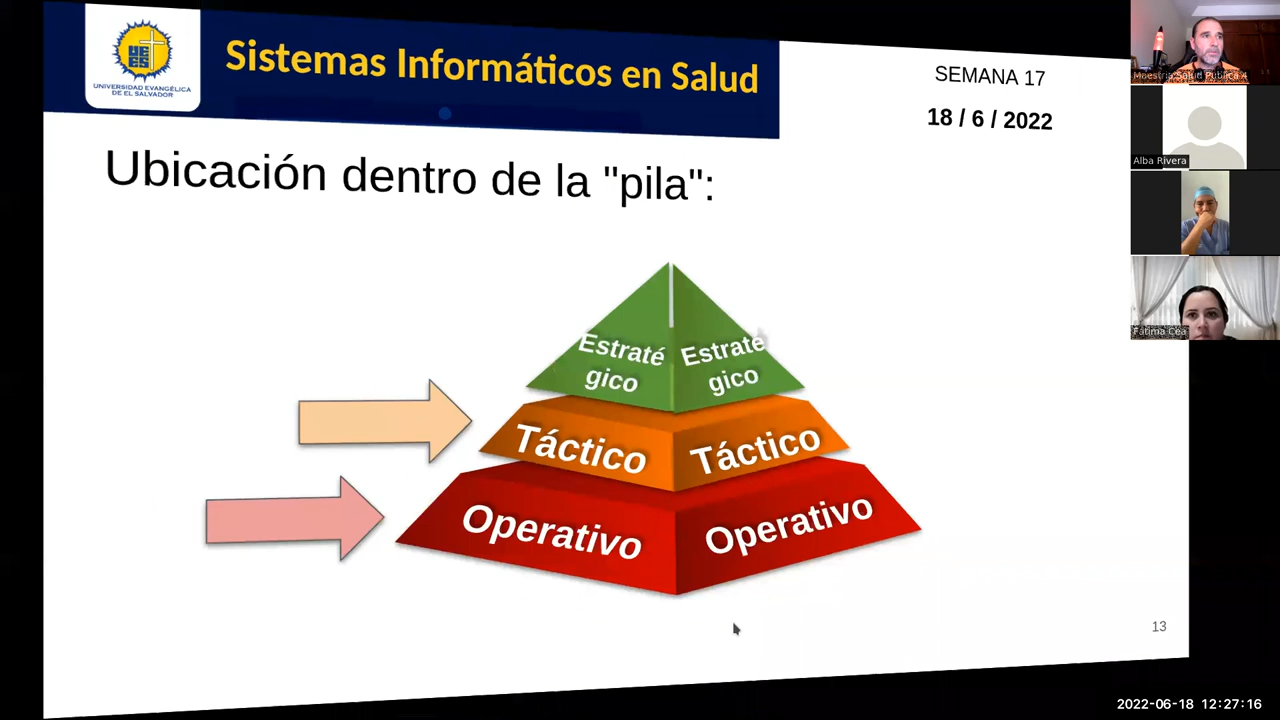 UNIVERSIDAD EVANGÉLICA
DE EL SALVADOR
Sistemas Informáticos en Salud
SEMANA 17
18 / 6 / 2022
Ubicación dentro de la "pila":
Estraté
gico
Estraté
gico
Táctico
Táctico
Operativo
Operativo
13
Maestria Salud Publica 4
Alba Rivera
Fátima Cea
2022-06-18 12:27:16